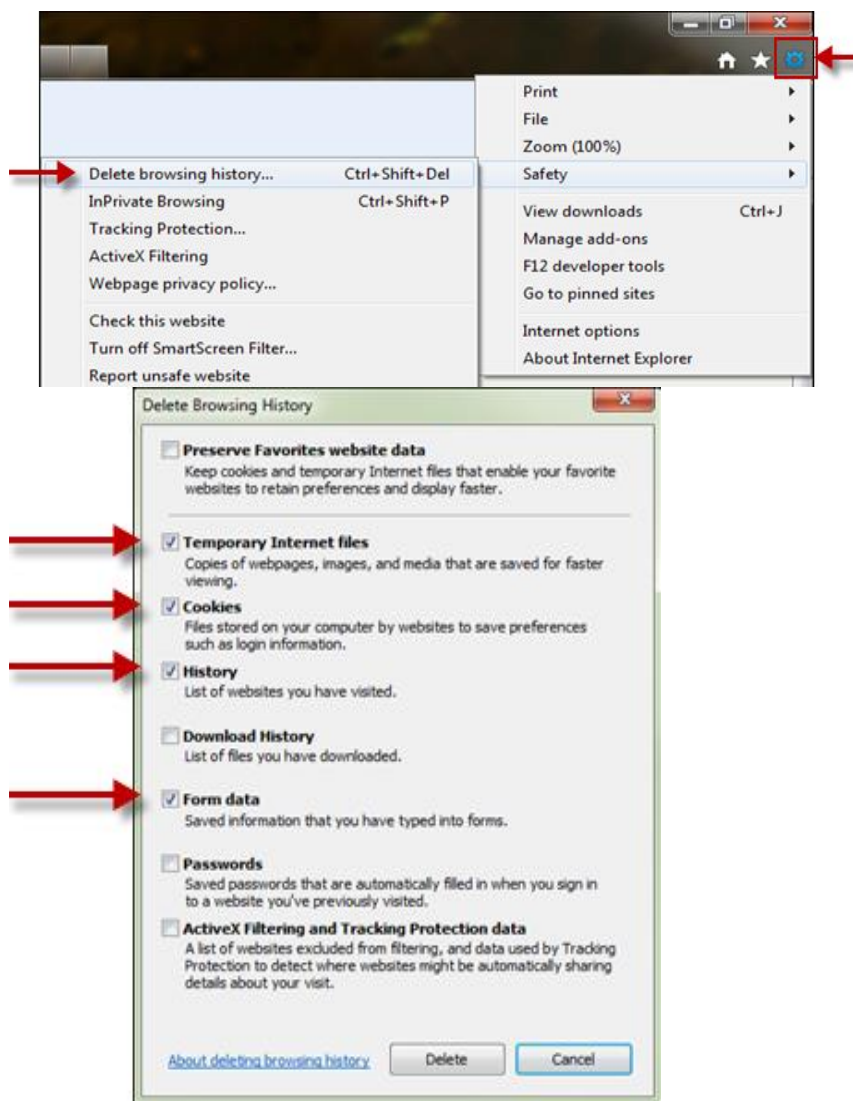 Print
File
Zoom (100%)
Delete browsing history... Ctrl+Shift+Del
Safety
InPrivate Browsing Ctrl+Shift+P
Tracking Protection...
ActiveX Filtering
Webpage privacy policy...
Check this website
Turn off SmartScreen Filter...
Report unsafe website
View downloads Ctrl+J
Manage add-ons
F12 developer tools
Go to pinned sites
Internet options
About Internet Explorer
Delete Browsing History
Preserve Favorites website data
Keep cookies and temporary Internet files that enable your favorite
websites to retain preferences and display faster.
Temporary Internet files
Copies of webpages, images, and media that are saved for faster
viewing.
Cookies
Files stored on your computer by websites to save preferences
such as login information.
History
List of websites you have visited.
Download History
List of files you have downloaded.
Form data
Saved information that you have typed into forms.
Passwords
Saved passwords that are automatically filled in when you sign in
to a website you've previously visited.
ActiveX Filtering and Tracking Protection data
A list of websites excluded from filtering, and data used by Tracking
Protection to detect where websites might be automatically sharing
details about your visit.
About deleting browsing history Delete Cancel